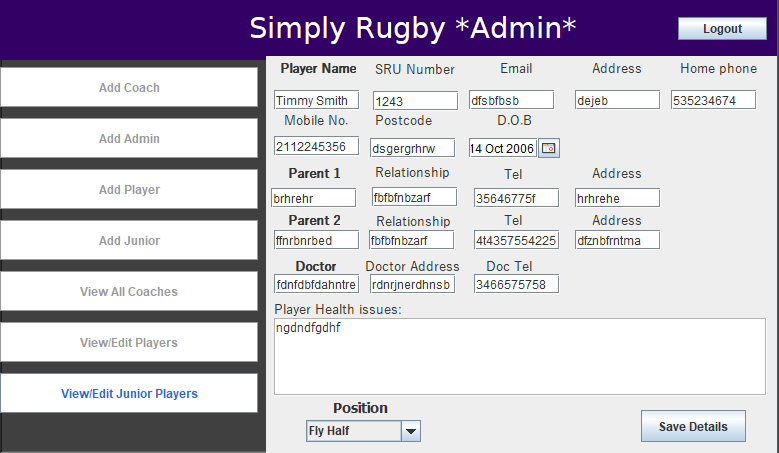 Simply Rugby *Admin*
Logout
Add Coach
Add Admin
Add Player
Add Junior
View All Coaches
View/Edit Players
View/Edit Junior Players
Player Name SRU Number Email Address Home phone
Timmy Smith 1243 dfsbfbsb dejeb 535234674
Mobile No. Postcode D.O.B
2112245356 dsgergrhrw 14 Oct 2006
Parent 1 Relationship Tel Address
brhrehr fbfbfnbzarf 35646775f hrhrehe
Parent 2 Relationship Tel Address
ffnrbnrbed fbfbfnbzarf 4t4357554225 dfznbfrntma
Doctor Doctor Address Doc Tel
fdnfdbfdahntre rdnrjnerdhnsb 3466575758
Player Health issues:
ngdndfgdhf
Position
Fly Half
Save Details